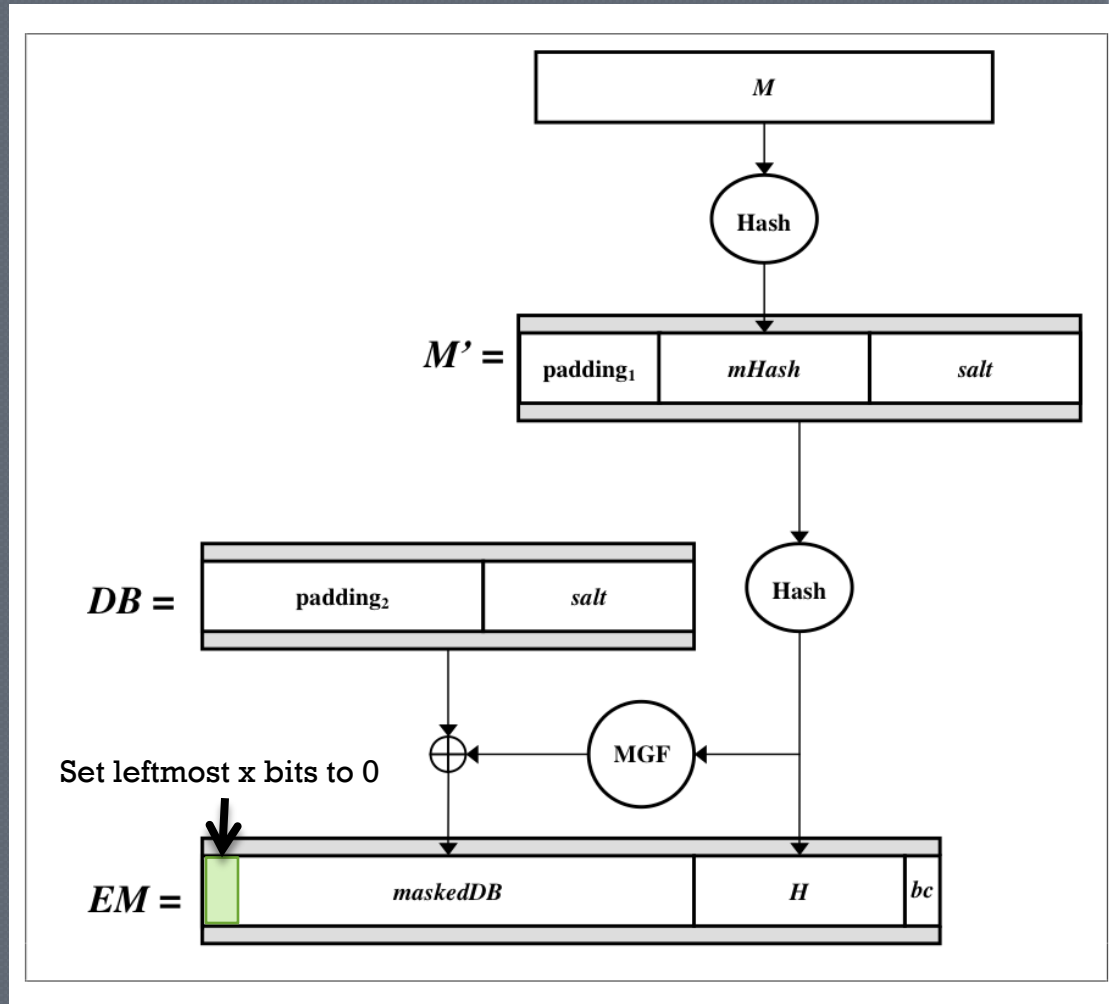 M
Hash
M’ =
padding₁ mHash salt
DB =
padding₂ salt
Hash
MGF
Set leftmost x bits to 0
EM =
maskedDB H bc